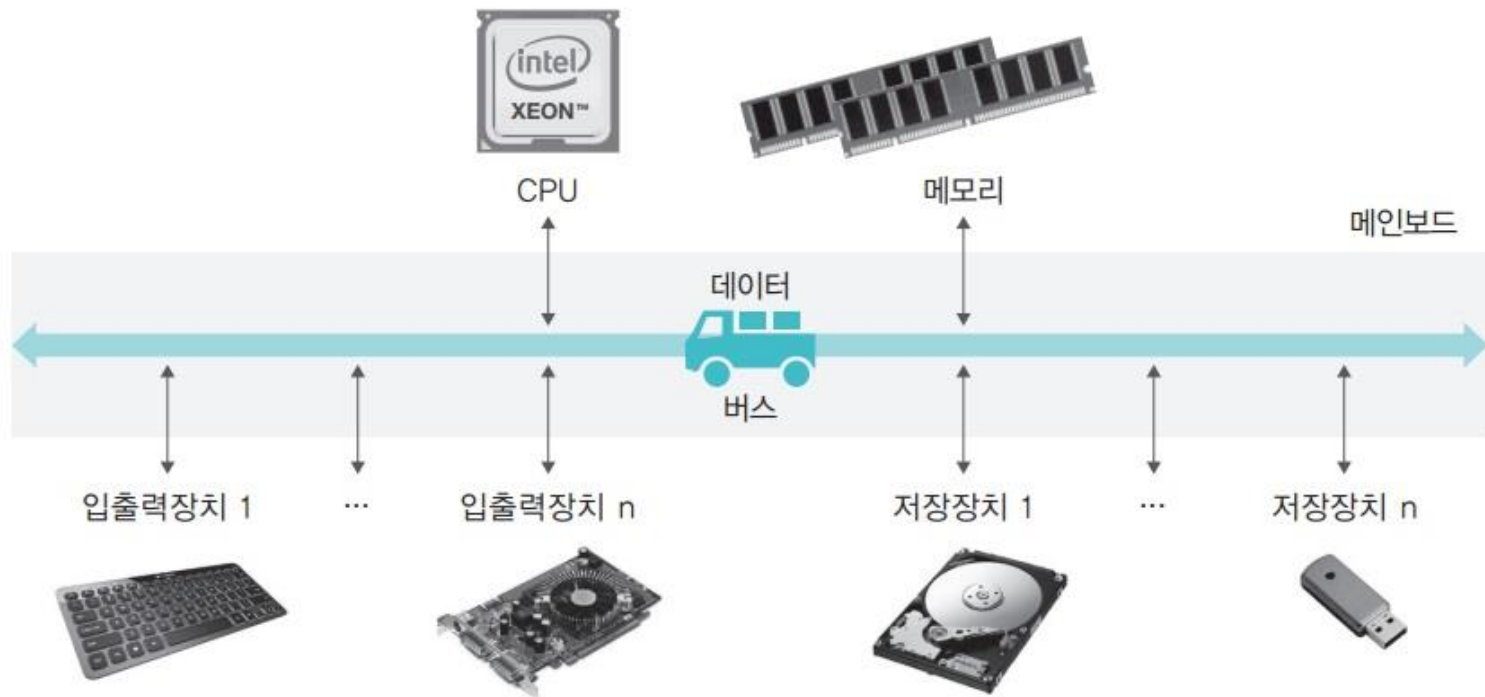 intel
XEON™
CPU
메모리
메인보드
데이터
버스
입출력장치 1
...
입출력장치 n
저장장치 1
...
저장장치 n